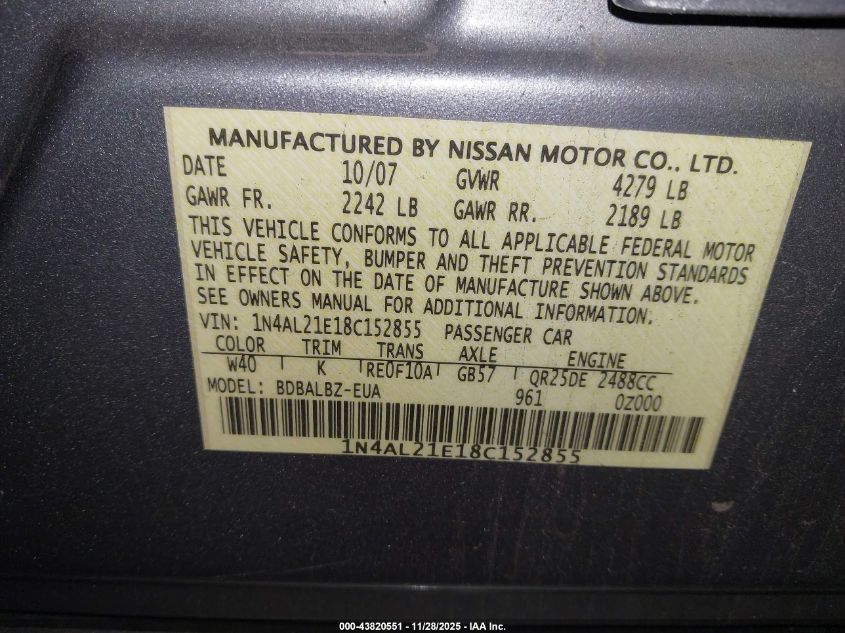 MANUFACTURED BY NISSAN MOTOR CO., LTD.
DATE 10/07 GVWR 4279 LB
GAWR FR. 2242 LB GAWR RR. 2189 LB
THIS VEHICLE CONFORMS TO ALL APPLICABLE FEDERAL MOTOR
VEHICLE SAFETY, BUMPER AND THEFT PREVENTION STANDARDS
IN EFFECT ON THE DATE OF MANUFACTURE SHOWN ABOVE.
SEE OWNERS MANUAL FOR ADDITIONAL INFORMATION.
VIN: 1N4AL21E18C152855 PASSENGER CAR
COLOR TRIM TRANS AXLE ENGINE
W40 K RE0F10A GB57 QR25DE 2488CC
MODEL: BDBALBZ-EUA 961 0Z000
1N4AL21E18C152855
000-43820551 — 11/28/2025 — IAA Inc.